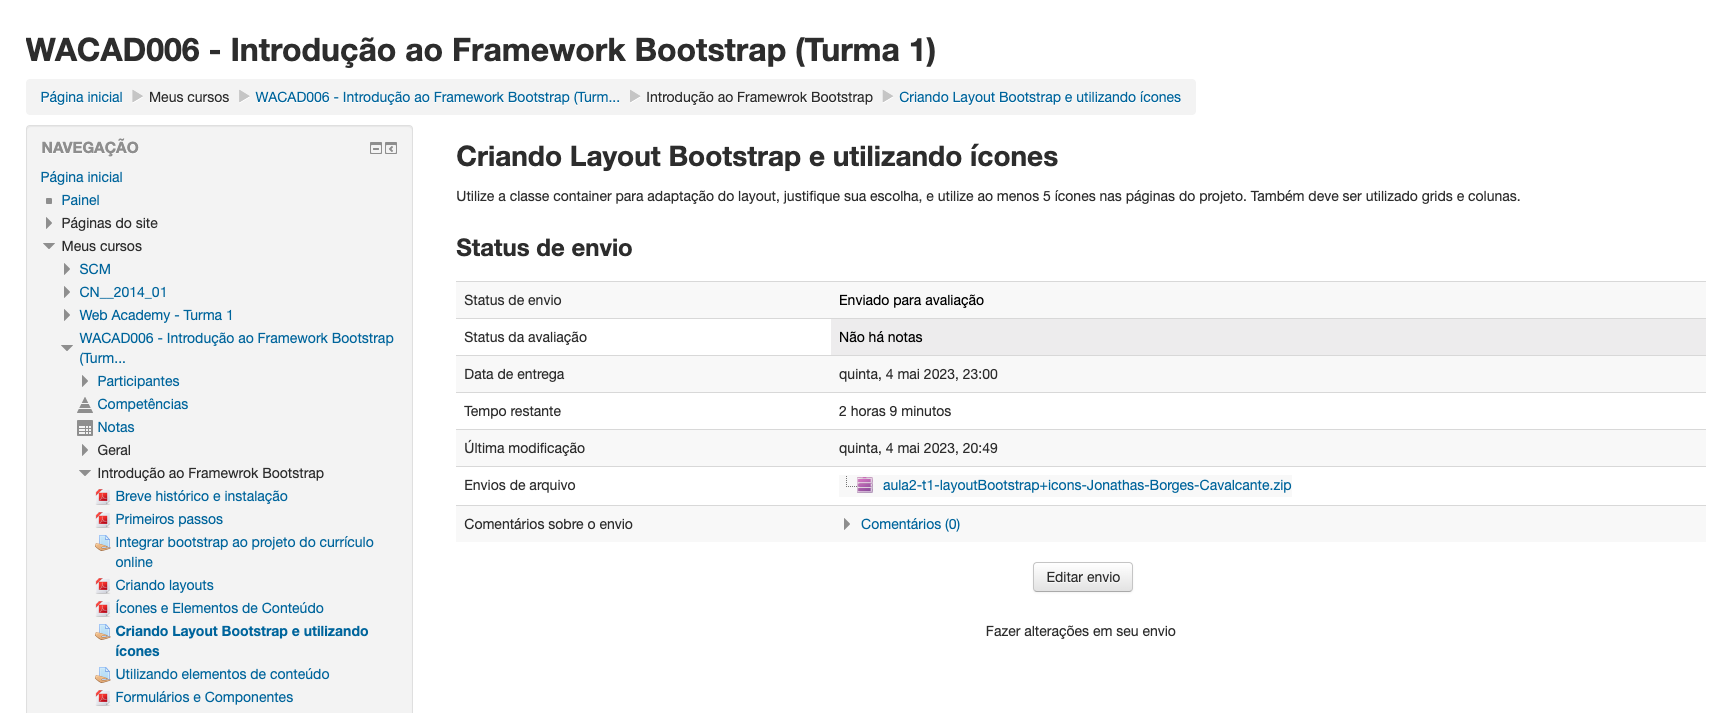 WACAD006 - Introdução ao Framework Bootstrap (Turma 1)
Página inicial Meus cursos WACAD006 - Introdução ao Framework Bootstrap (Turm... Introdução ao Framewrok Bootstrap Criando Layout Bootstrap e utilizando ícones
NAVEGAÇÃO
Página inicial
Painel
Páginas do site
Meus cursos
SCM
CN__2014_01
Web Academy - Turma 1
WACAD006 - Introdução ao Framework Bootstrap
(Turm...
Participantes
Competências
Notas
Geral
Introdução ao Framewrok Bootstrap
Breve histórico e instalação
Primeiros passos
Integrar bootstrap ao projeto do currículo
online
Criando layouts
Ícones e Elementos de Conteúdo
Criando Layout Bootstrap e utilizando
ícones
Utilizando elementos de conteúdo
Formulários e Componentes
Criando Layout Bootstrap e utilizando ícones
Utilize a classe container para adaptação do layout, justifique sua escolha, e utilize ao menos 5 ícones nas páginas do projeto. Também deve ser utilizado grids e colunas.
Status de envio
Status de envio Enviado para avaliação
Status da avaliação Não há notas
Data de entrega quinta, 4 mai 2023, 23:00
Tempo restante 2 horas 9 minutos
Última modificação quinta, 4 mai 2023, 20:49
Envios de arquivo aula2-t1-layoutBootstrap+icons-Jonathas-Borges-Cavalcante.zip
Comentários sobre o envio Comentários (0)
Editar envio
Fazer alterações em seu envio